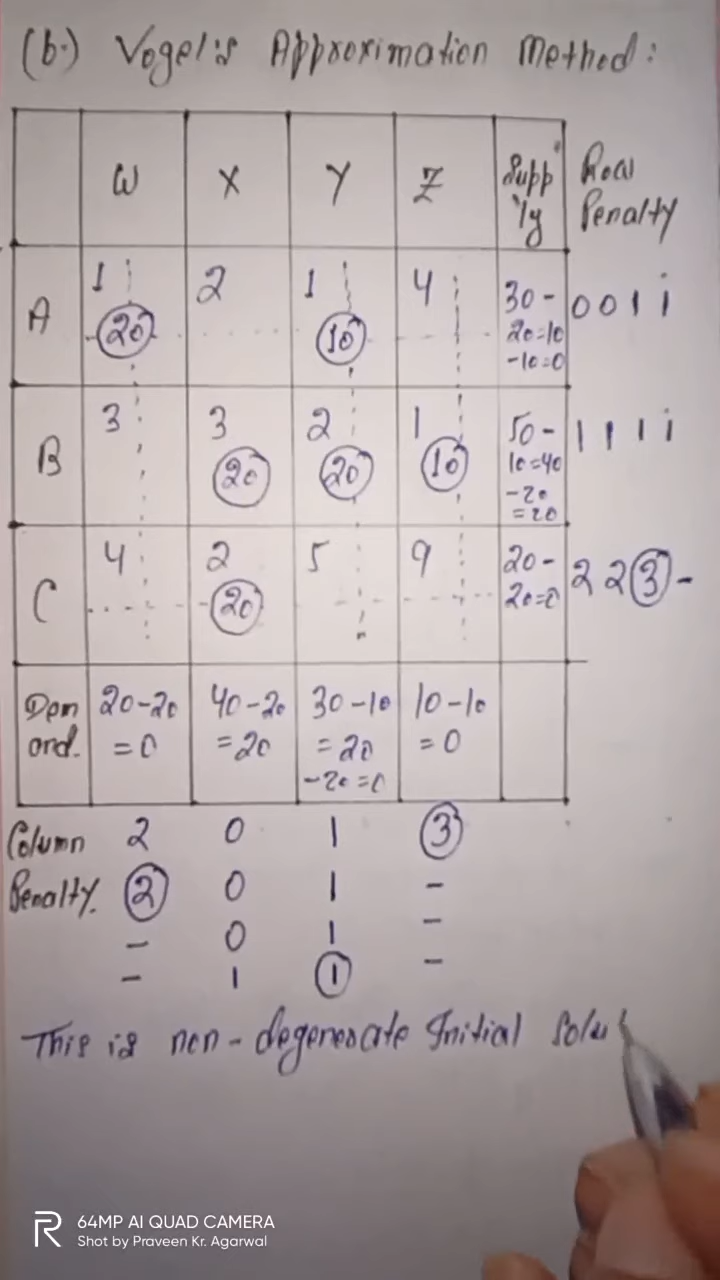 (b.) Vogel's Approximation Method:
W X Y Z Supply Row Penalty
A 1 2 1 4 30- 0 0 1 1
20 10 20=10
-10=0
B 3 3 2 1 50- 1 1 1 1
20 20 10 10=40
-20
=20
C 4 2 5 9 20- 2 2 3 -
20 20=0
Demand. 20-20 40-20 30-10 10-10
=0 =20 =20 =0
-20=0
Column 2 0 1 3
Penalty. 2 0 1 -
- 0 1 -
- 1 1 -
This is non-degenerate Initial Solu
R 64MP AI QUAD CAMERA
Shot by Praveen Kr. Agarwal